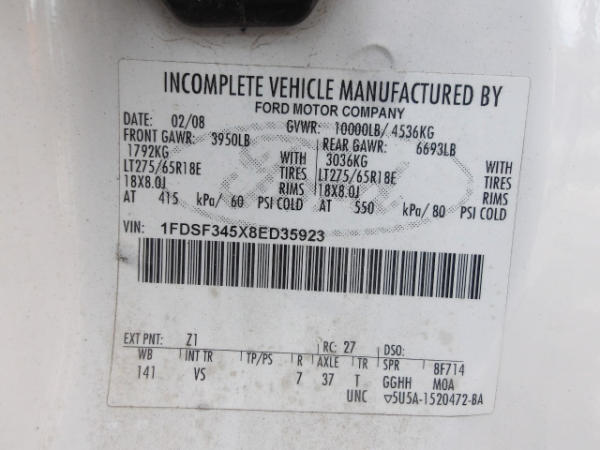 INCOMPLETE VEHICLE MANUFACTURED BY
FORD MOTOR COMPANY
DATE: 02/08 GVWR: 10000LB/ 4536KG
FRONT GAWR: 3950LB REAR GAWR: 6693LB
1792KG WITH 3036KG WITH
LT275/65R18E TIRES LT275/65R18E TIRES
18X8.0J RIMS 18X8.0J RIMS
AT 415 kPa/ 60 PSI COLD AT 550 kPa/ 80 PSI COLD
VIN: 1FDSF345X8ED35923
EXT PNT: Z1 RC: 27 DSO:
WB INT TR TP/PS R AXLE TR SPR 8F714
141 VS 7 37 T GGHH MOA
UNC ▽5U5A-1520472-BA